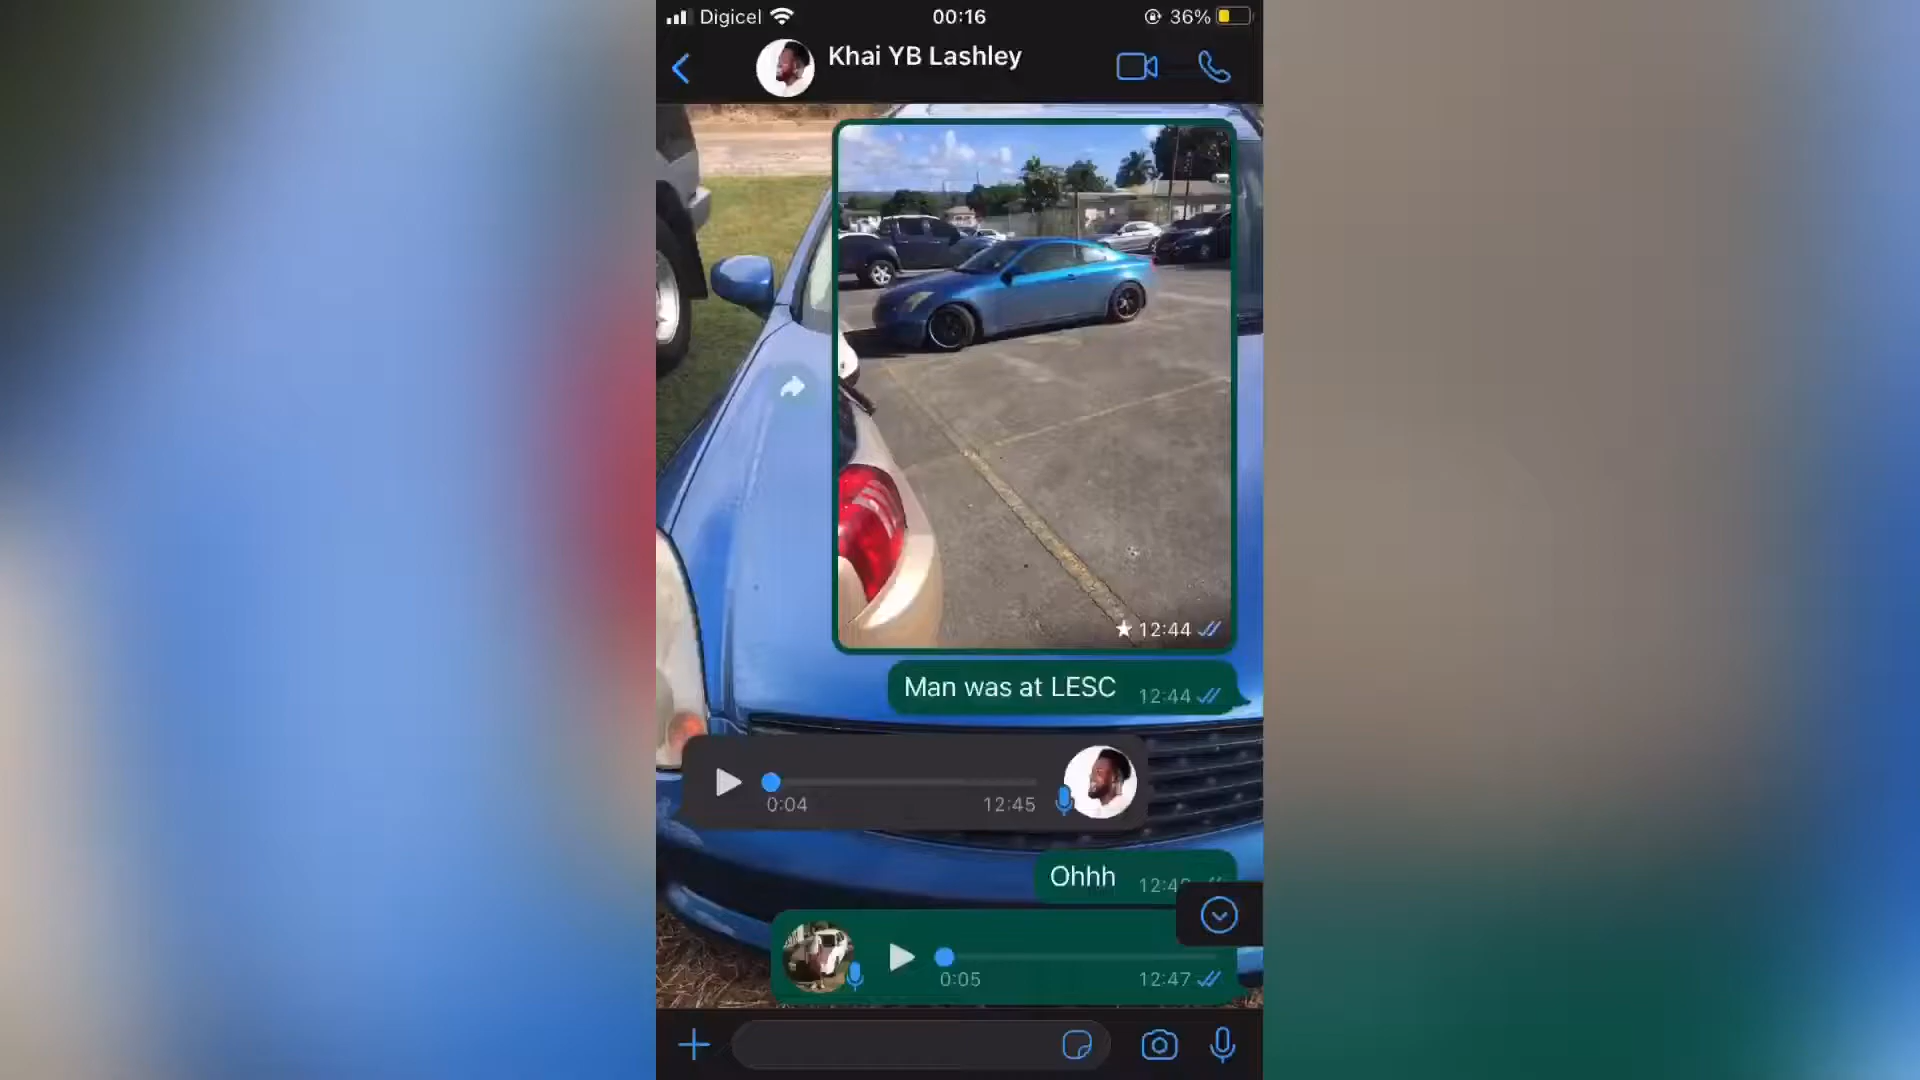 Digicel 00:16 36%
Khai YB Lashley
12:44
Man was at LESC 12:44
0:04 12:45
Ohhh
0:05 12:47